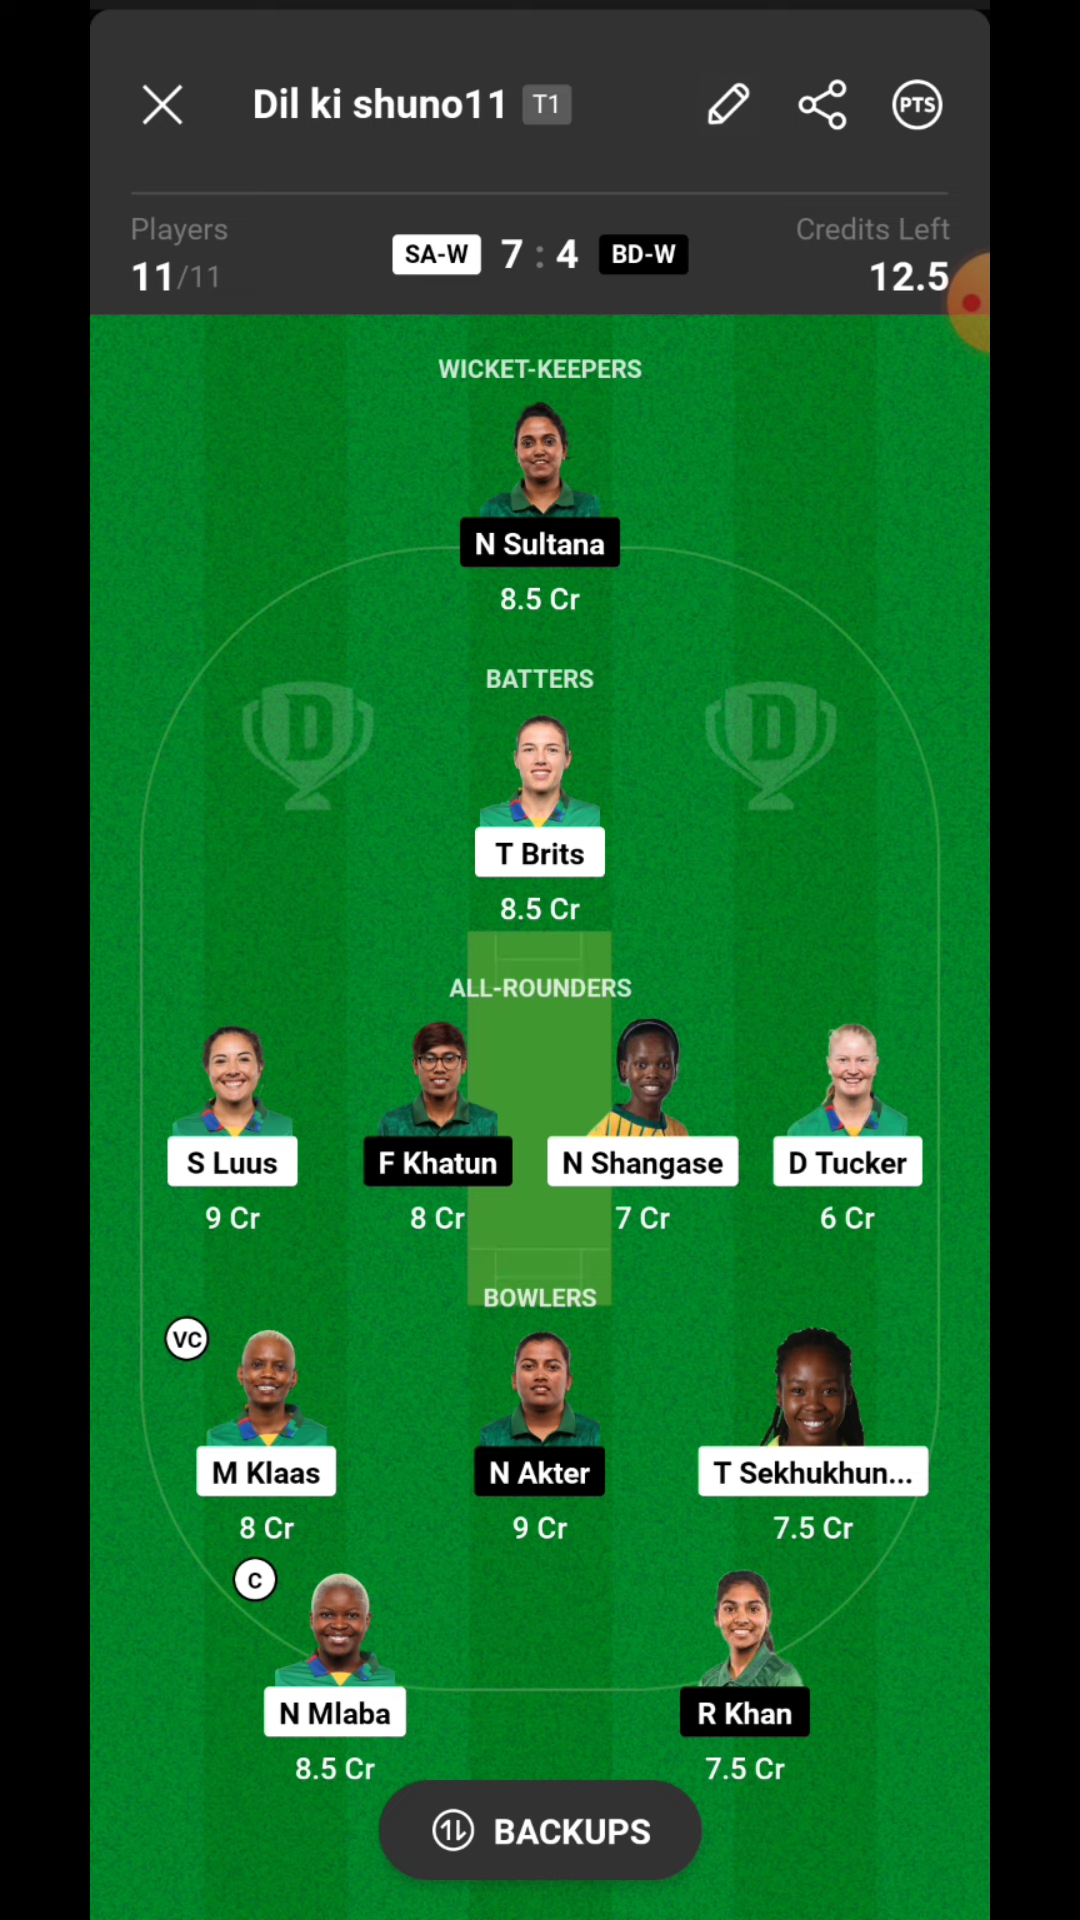 Dil ki shuno11 T1 PTS
Players
Credits Left
11/11
SA-W 7 : 4 BD-W
12.5
WICKET-KEEPERS
N Sultana
8.5 Cr
BATTERS
D D
T Brits
8.5 Cr
ALL-ROUNDERS
S Luus F Khatun N Shangase D Tucker
9 Cr 8 Cr 7 Cr 6 Cr
BOWLERS
VC
M Klaas N Akter T Sekhukhun...
8 Cr 9 Cr 7.5 Cr
C
N Mlaba R Khan
8.5 Cr 7.5 Cr
BACKUPS